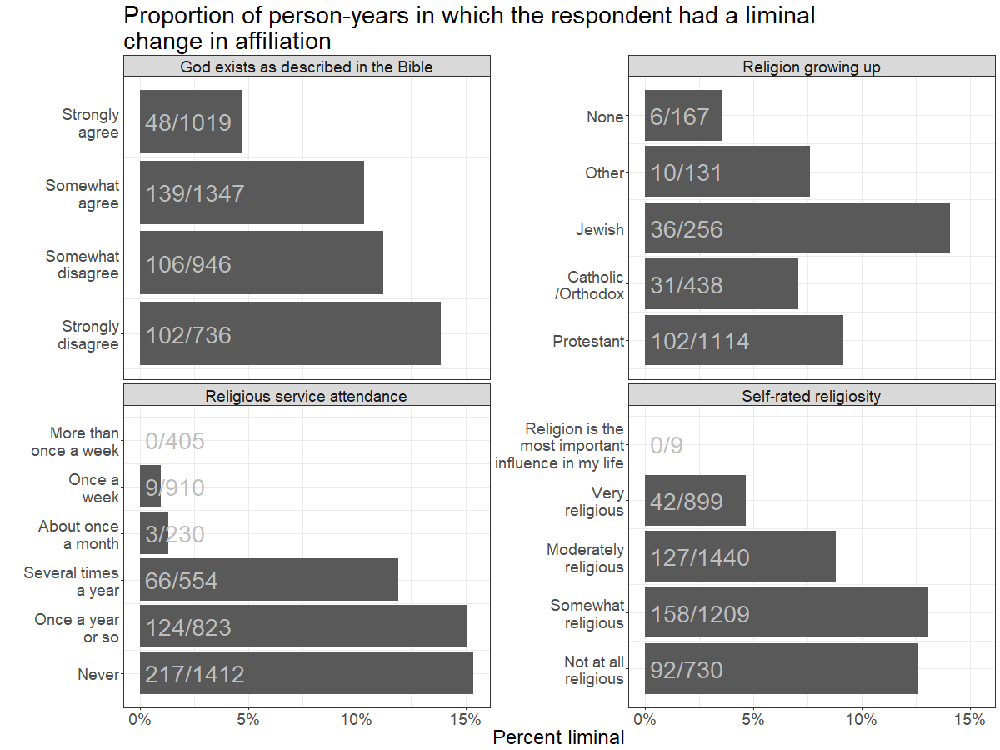 Proportion of person-years in which the respondent had a liminal
change in affiliation
God exists as described in the Bible
Strongly
agree
48/1019
Somewhat
agree
139/1347
Somewhat
disagree
106/946
Strongly
disagree
102/736
Religion growing up
None
6/167
Other
10/131
Jewish
36/256
Catholic
/Orthodox
31/438
Protestant
102/1114
Religious service attendance
More than
once a week
0/405
Once a
week
9/910
About once
a month
3/230
Several times
a year
66/554
Once a year
or so
124/823
Never
217/1412
0%
5%
10%
15%
Self-rated religiosity
Religion is the
most important
influence in my life
0/9
Very
religious
42/899
Moderately
religious
127/1440
Somewhat
religious
158/1209
Not at all
religious
92/730
0%
5%
10%
15%
Percent liminal